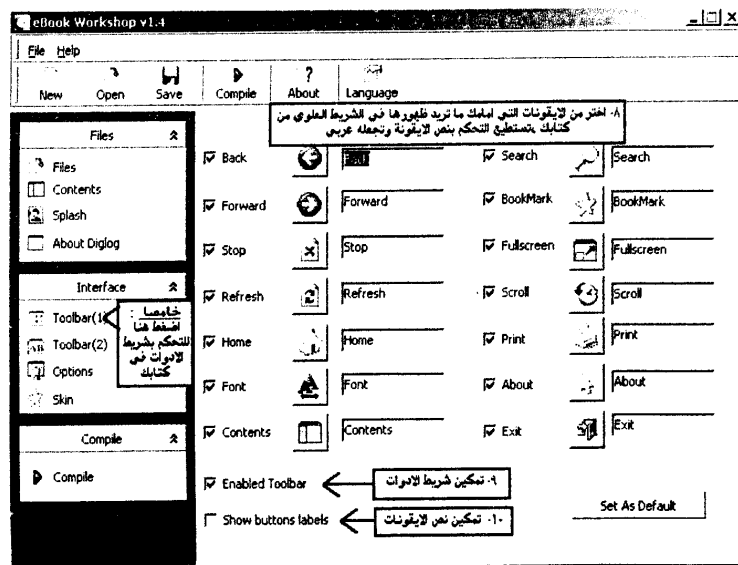 eBook Workshop v1.4
File Help
New Open Save Compile About Language
٨- اختر من الايقونات التي امامك ما تريد ظهورها في الشريط العلوي من
كتابك ،تستطيع التحكم بنص الايقونة وتجعله عربي
Files
Files
Contents
Splash
About Diglog
Interface
Toolbar(1
Toolbar(2)
Options
Skin
خامصا :
اضغط هنا
للتحكم بشريط
الادوات في
كتابك
Compile
Compile
Back Search Search
Forward Forward BookMark BookMark
Stop Stop Fullscreen Fullscreen
Refresh Refresh Scroll Scroll
Home Home Print Print
Font Font About About
Contents Contents Exit Exit
Enabled Toolbar ٩- تمكين شريط الادوات
Show buttons labels ١٠- تمكين نص الايقونات
Set As Default